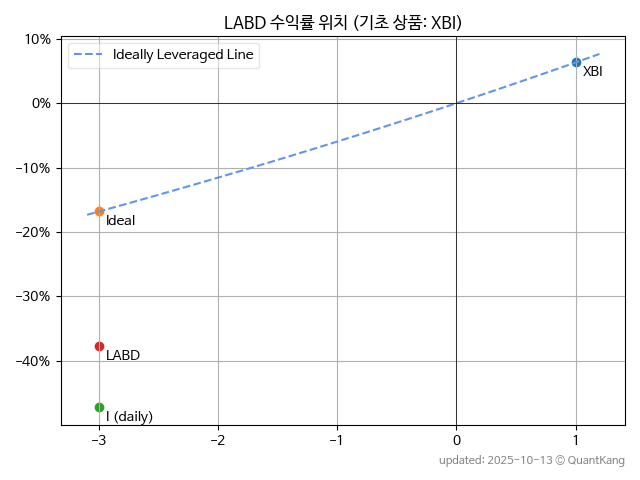 LABD 수익률 위치 (기초 상품: XBI)
10%
Ideally Leveraged Line
XBI
0%
−10%
Ideal
−20%
−30%
LABD
−40%
I (daily)
−3
−2
−1
0
1
updated: 2025-10-13 © QuantKang